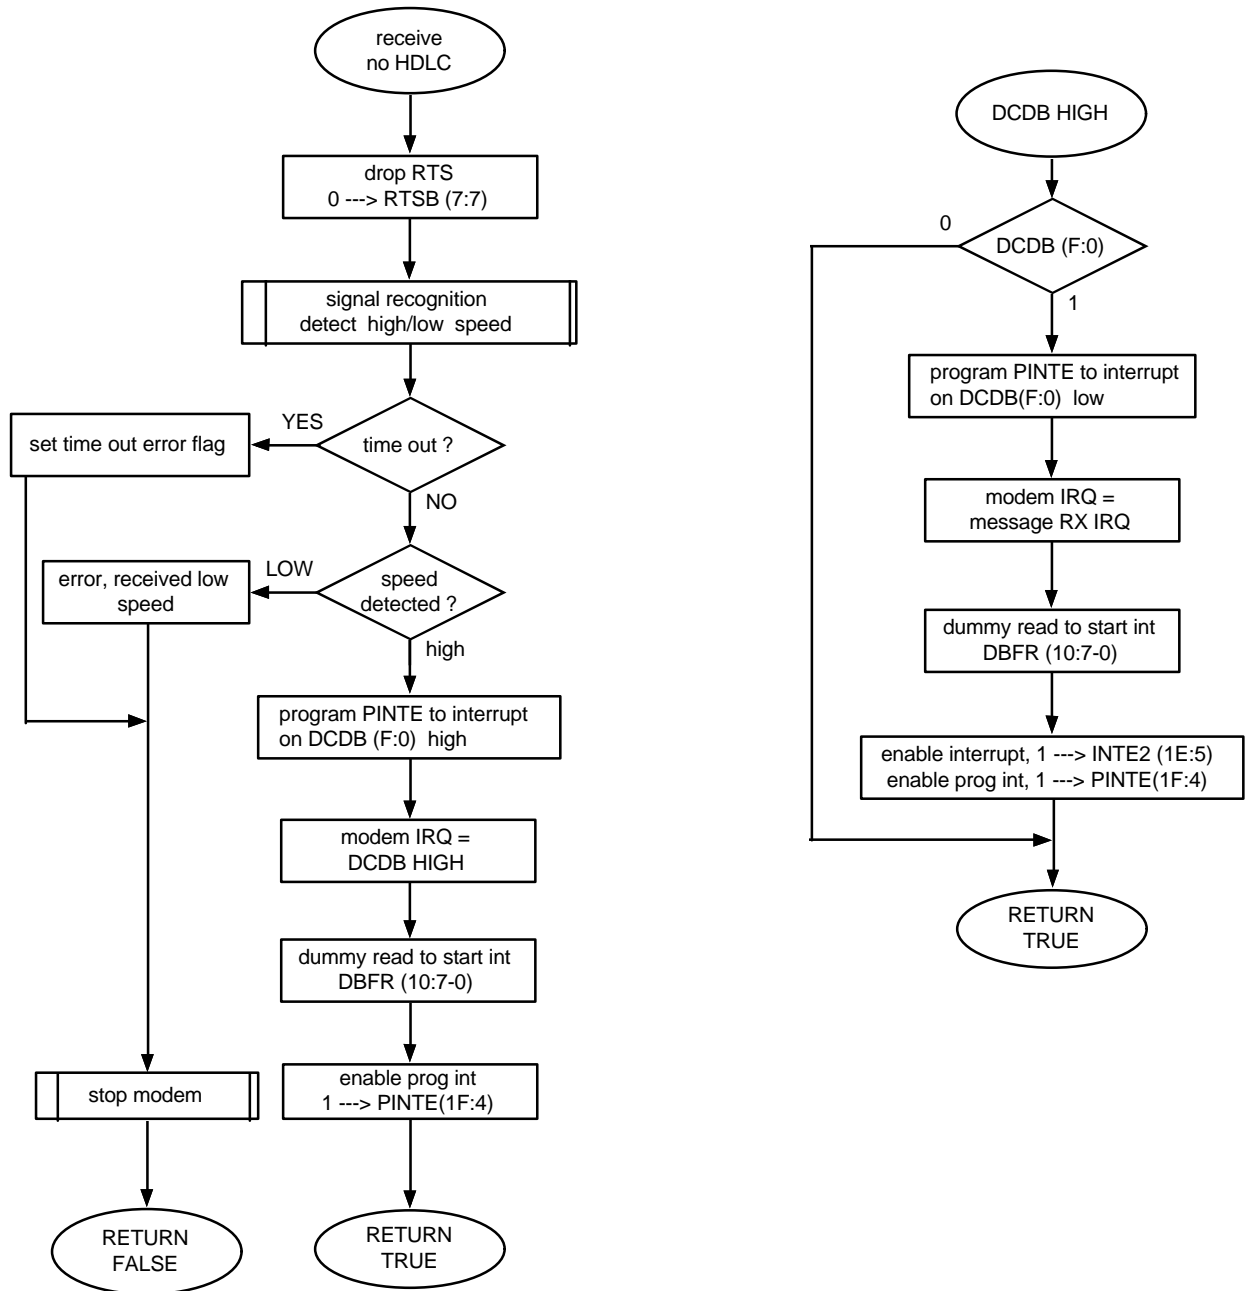 receive
no HDLC
drop RTS
0 ---> RTSB (7:7)
signal recognition
detect high/low speed
time out ?
YES
set time out error flag
NO
speed
detected ?
LOW
error, received low
speed
high
program PINTE to interrupt
on DCDB (F:0) high
modem IRQ =
DCDB HIGH
dummy read to start int
DBFR (10:7-0)
enable prog int
1 ---> PINTE(1F:4)
stop modem
RETURN
FALSE
RETURN
TRUE
DCDB HIGH
DCDB (F:0)
0
1
program PINTE to interrupt
on DCDB(F:0) low
modem IRQ =
message RX IRQ
dummy read to start int
DBFR (10:7-0)
enable interrupt, 1 ---> INTE2 (1E:5)
enable prog int, 1 ---> PINTE(1F:4)
RETURN
TRUE